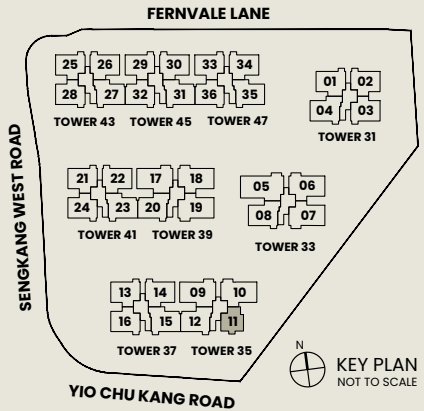 FERNVALE LANE
25 26 29 30 33 34
28 27 32 31 36 35
TOWER 43 TOWER 45 TOWER 47
01 02
04 03
TOWER 31
SENGKANG WEST ROAD
21 22 17 18
24 23 20 19
TOWER 41 TOWER 39
05 06
08 07
TOWER 33
13 14 09 10
16 15 12 11
TOWER 37 TOWER 35
N
KEY PLAN
NOT TO SCALE
YIO CHU KANG ROAD